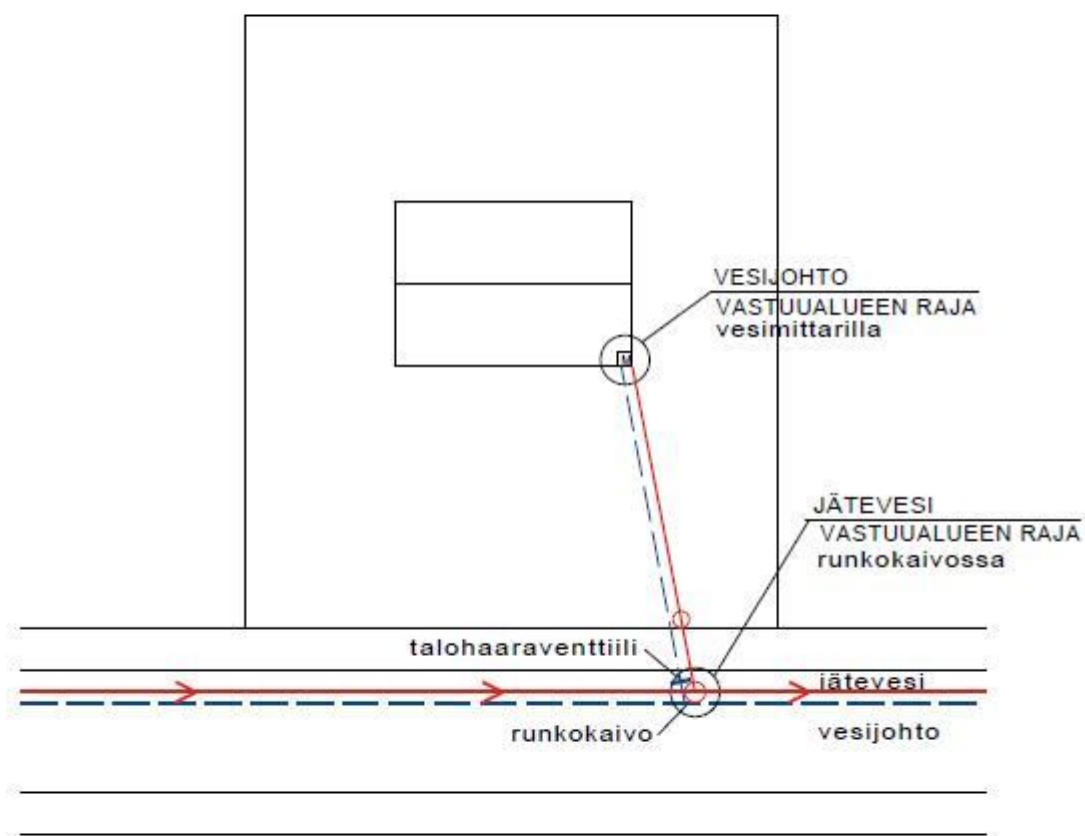 VESIJOHTO
VASTUUALUEEN RAJA
vesimittarilla
M
JÄTEVESI
VASTUUALUEEN RAJA
runkokaivossa
talohaaraventtiili
jätevesi
runkokaivo
vesijohto